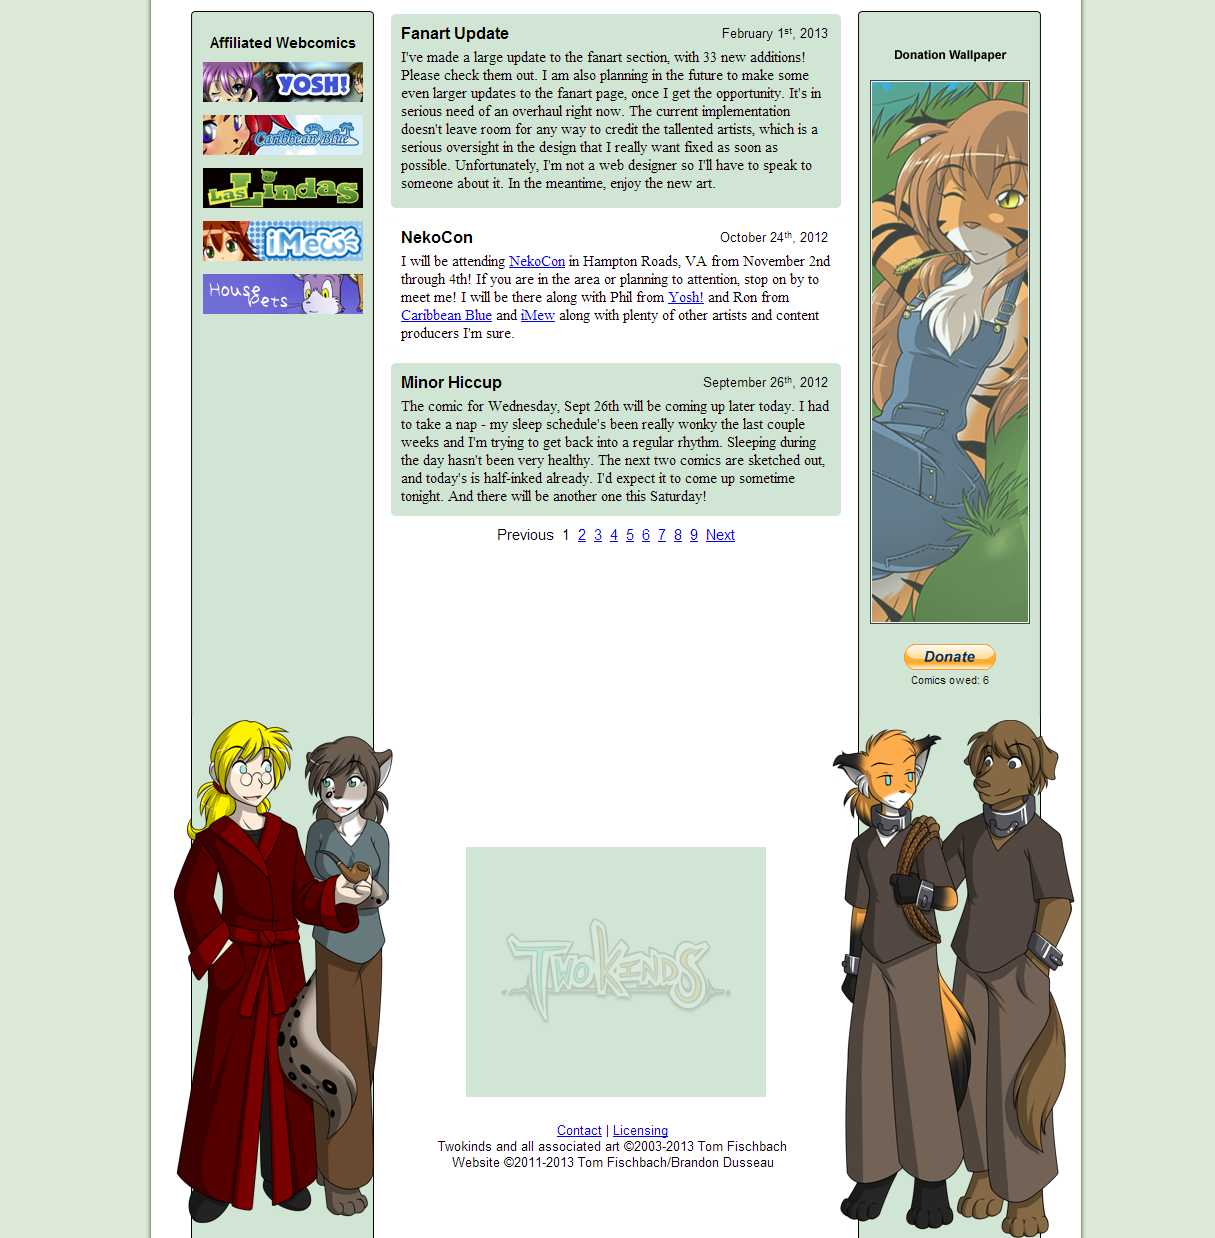 Affiliated Webcomics
YOSH!
Caribbean Blue
Las Lindas
iMew
House Pets
Fanart Update February 1st, 2013
I've made a large update to the fanart section, with 33 new additions!
Please check them out. I am also planning in the future to make some
even larger updates to the fanart page, once I get the opportunity. It's in
serious need of an overhaul right now. The current implementation
doesn't leave room for any way to credit the tallented artists, which is a
serious oversight in the design that I really want fixed as soon as
possible. Unfortunately, I'm not a web designer so I'll have to speak to
someone about it. In the meantime, enjoy the new art.
NekoCon October 24th, 2012
I will be attending NekoCon in Hampton Roads, VA from November 2nd
through 4th! If you are in the area or planning to attention, stop on by to
meet me! I will be there along with Phil from Yosh! and Ron from
Caribbean Blue and iMew along with plenty of other artists and content
producers I'm sure.
Minor Hiccup September 26th, 2012
The comic for Wednesday, Sept 26th will be coming up later today. I had
to take a nap - my sleep schedule's been really wonky the last couple
weeks and I'm trying to get back into a regular rhythm. Sleeping during
the day hasn't been very healthy. The next two comics are sketched out,
and today's is half-inked already. I'd expect it to come up sometime
tonight. And there will be another one this Saturday!
Previous 1 2 3 4 5 6 7 8 9 Next
Donation Wallpaper
Donate
Comics owed: 6
TwoKinds
Contact | Licensing
Twokinds and all associated art ©2003-2013 Tom Fischbach
Website ©2011-2013 Tom Fischbach/Brandon Dusseau